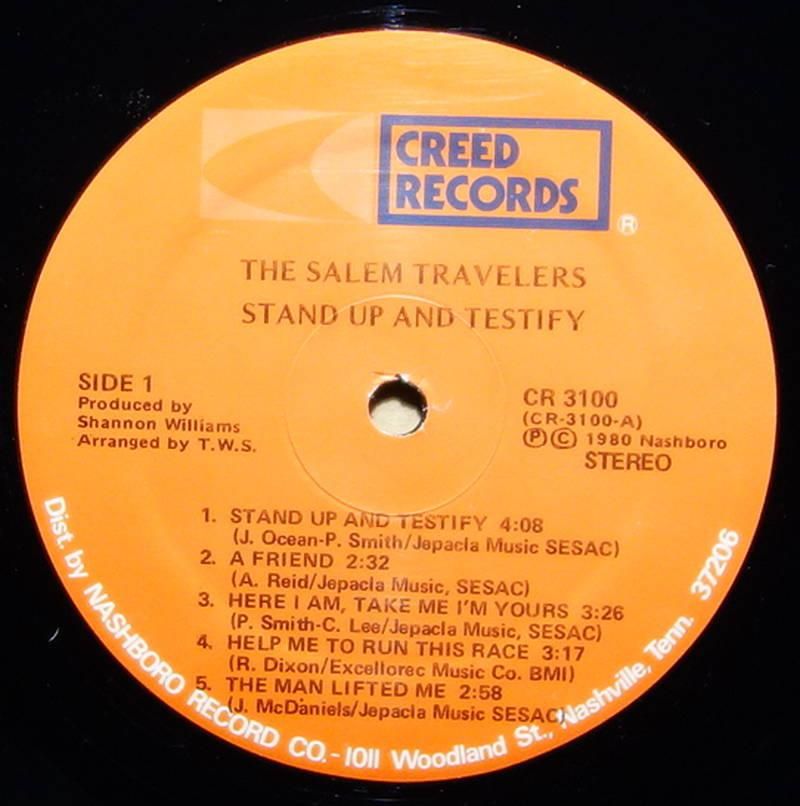 CREED
RECORDS
®
THE SALEM TRAVELERS
STAND UP AND TESTIFY
SIDE 1
Produced by
Shannon Williams
Arranged by T.W.S.
CR 3100
(CR-3100-A)
Ⓟ © 1980 Nashboro
STEREO
1. STAND UP AND TESTIFY 4:08
(J. Ocean-P. Smith/Jepacla Music SESAC)
2. A FRIEND 2:32
(A. Reid/Jepacla Music, SESAC)
3. HERE I AM, TAKE ME I'M YOURS 3:26
(P. Smith-C. Lee/Jepacla Music, SESAC)
4. HELP ME TO RUN THIS RACE 3:17
(R. Dixon/Excellorec Music Co. BMI)
5. THE MAN LIFTED ME 2:58
(J. McDaniels/Jepacla Music SESAC)
Dist. by NASHBORO RECORD CO.-1011 Woodland St., Nashville, Tenn. 37206